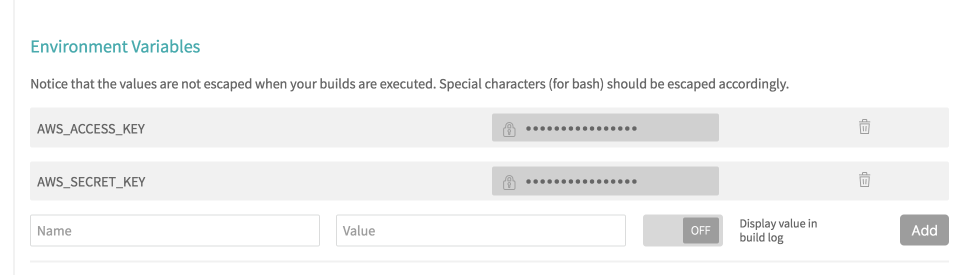 Environment Variables
Notice that the values are not escaped when your builds are executed. Special characters (for bash) should be escaped accordingly.
AWS_ACCESS_KEY ••••••••••••••••
AWS_SECRET_KEY ••••••••••••••••
Name Value OFF Display value in
build log Add